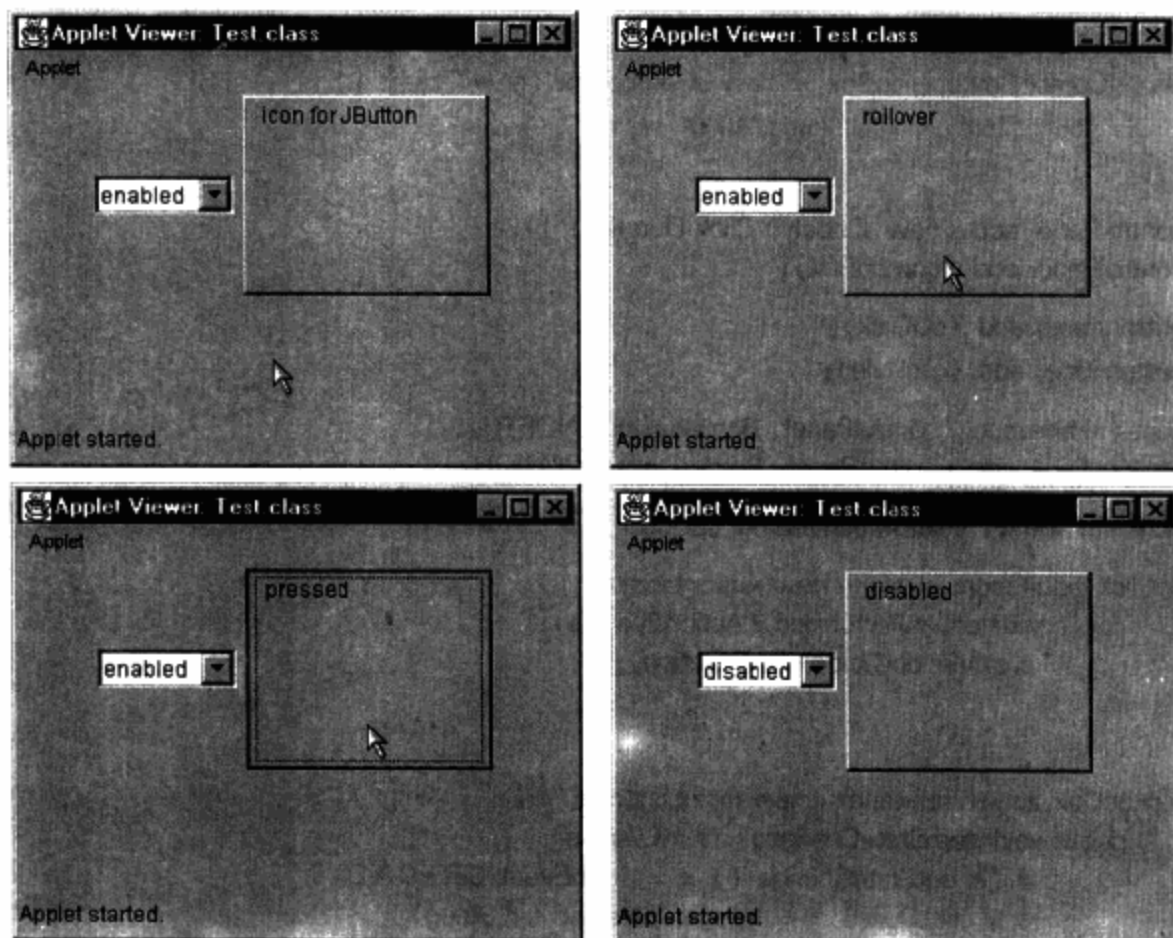 Applet Viewer: Test.class
Applet
Icon for JButton
enabled
Applet started.
Applet Viewer: Test.class
Applet
rollover
enabled
Applet started.
Applet Viewer: Test.class
Applet
pressed
enabled
Applet started.
Applet Viewer: Test.class
Applet
disabled
disabled
Applet started.